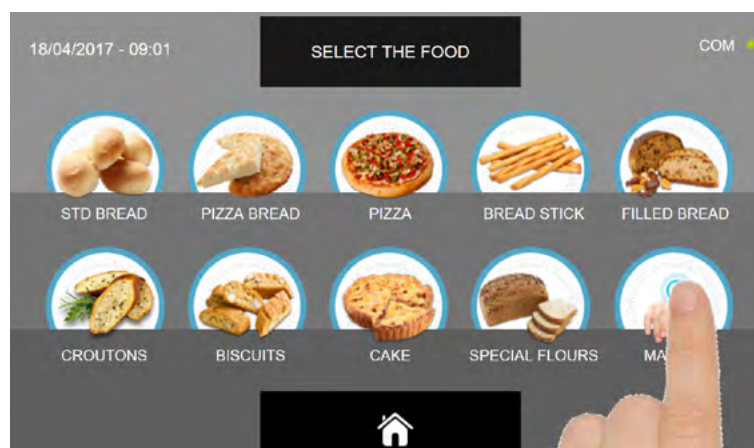 18/04/2017 - 09:01
SELECT THE FOOD
COM
STD BREAD
PIZZA BREAD
PIZZA
BREAD STICK
FILLED BREAD
CROUTONS
BISCUITS
CAKE
SPECIAL FLOURS